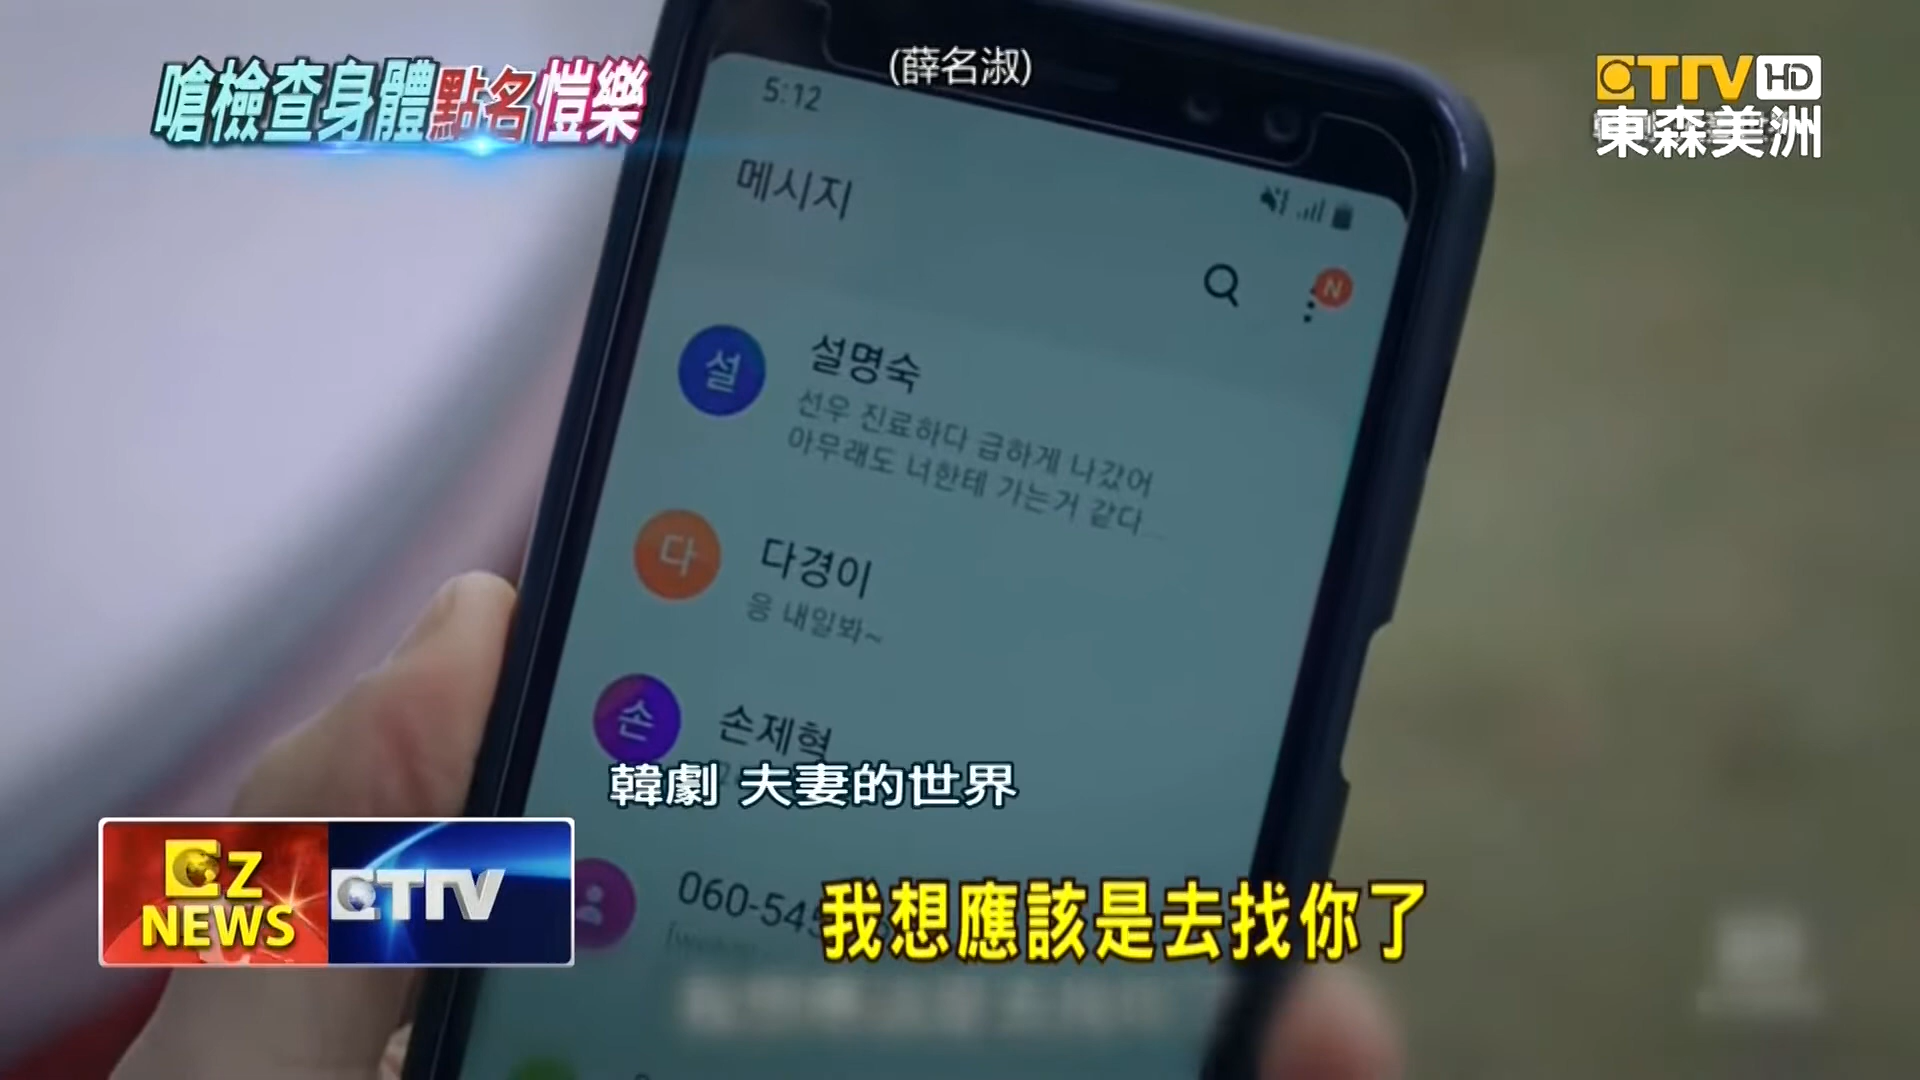 嗆檢查身體點名愷樂
(薛名淑)
ETTV HD
東森美洲
5:12
메시지
N
설
설명숙
선우 진료하다 급하게 나갔어
아무래도 너한테 가는거 같다...
다
다경이
응 내일봐~
손
손제혁
韓劇 夫妻的世界
EZ
NEWS
ETTV
060-545
我想應該是去找你了